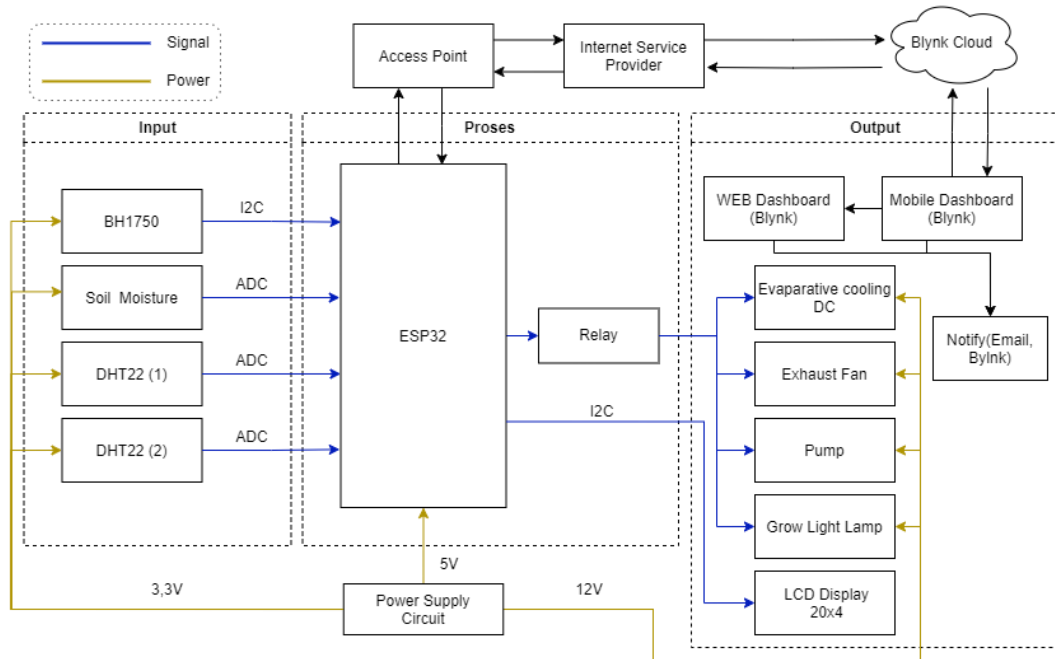 Signal
Power
Access Point
Internet Service
Provider
Blynk Cloud
Input
Proses
Output
BH1750
I2C
Soil Moisture
ADC
DHT22 (1)
ADC
DHT22 (2)
ADC
ESP32
Relay
I2C
WEB Dashboard
(Blynk)
Mobile Dashboard
(Blynk)
Evaparative cooling
DC
Notify(Email,
Bylnk)
Exhaust Fan
Pump
Grow Light Lamp
LCD Display
20x4
3,3V
5V
12V
Power Supply
Circuit